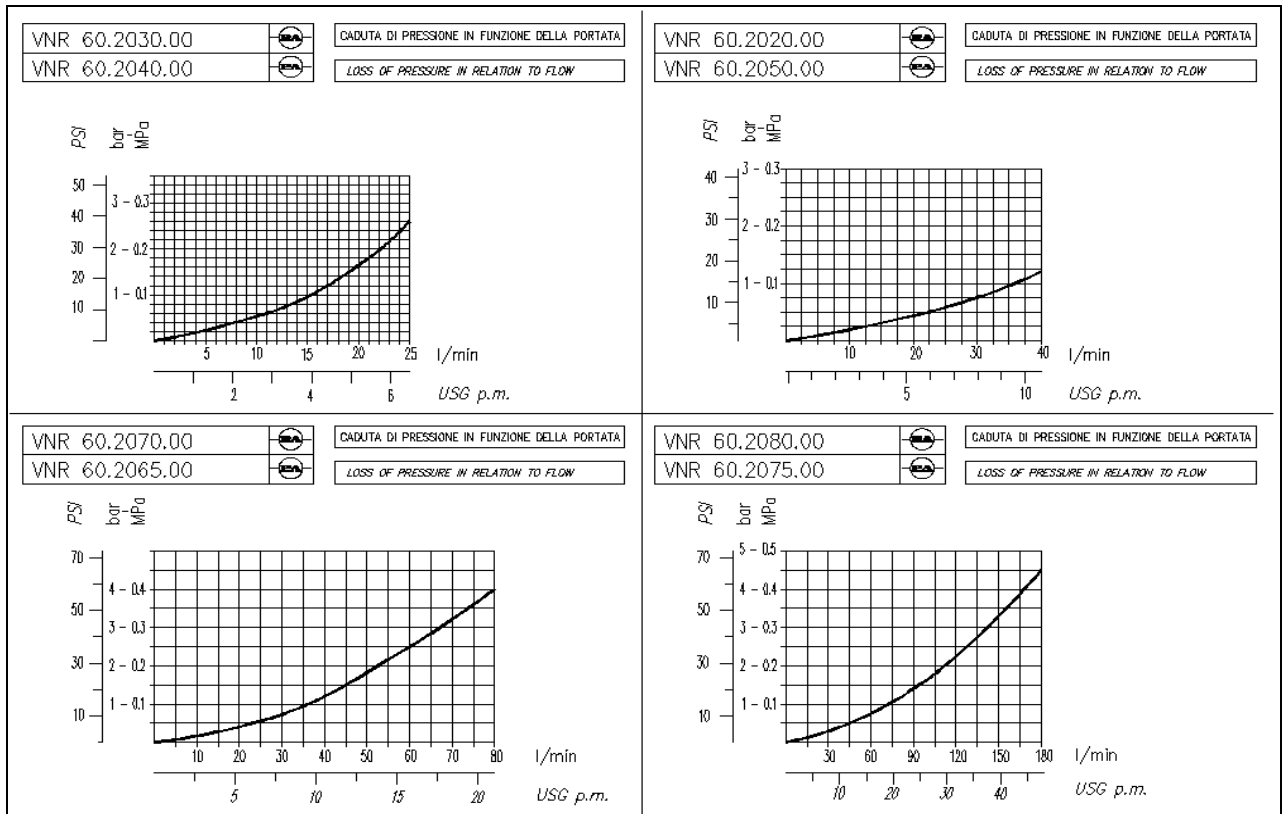 VNR 60.2030.00
VNR 60.2040.00
CADUTA DI PRESSIONE IN FUNZIONE DELLA PORTATA
LOSS OF PRESSURE IN RELATION TO FLOW
PSI bar- MPa
50
40
30
20
10
3 - 0.3
2 - 0.2
1 - 0.1
5 10 15 20 25 l/min
2 4 6 USG p.m.
VNR 60.2020.00
VNR 60.2050.00
CADUTA DI PRESSIONE IN FUNZIONE DELLA PORTATA
LOSS OF PRESSURE IN RELATION TO FLOW
PSI bar- MPa
40
30
20
10
3 - 0.3
2 - 0.2
1 - 0.1
10 20 30 40 l/min
5 10 USG p.m.
VNR 60.2070.00
VNR 60.2065.00
CADUTA DI PRESSIONE IN FUNZIONE DELLA PORTATA
LOSS OF PRESSURE IN RELATION TO FLOW
PSI bar- MPa
70
50
30
10
4 - 0.4
3 - 0.3
2 - 0.2
1 - 0.1
10 20 30 40 50 60 70 80 l/min
5 10 15 20 USG p.m.
VNR 60.2080.00
VNR 60.2075.00
CADUTA DI PRESSIONE IN FUNZIONE DELLA PORTATA
LOSS OF PRESSURE IN RELATION TO FLOW
PSI bar MPa
70
50
30
10
5 - 0.5
4 - 0.4
3 - 0.3
2 - 0.2
1 - 0.1
30 60 90 120 150 180 l/min
10 20 30 40 USG p.m.